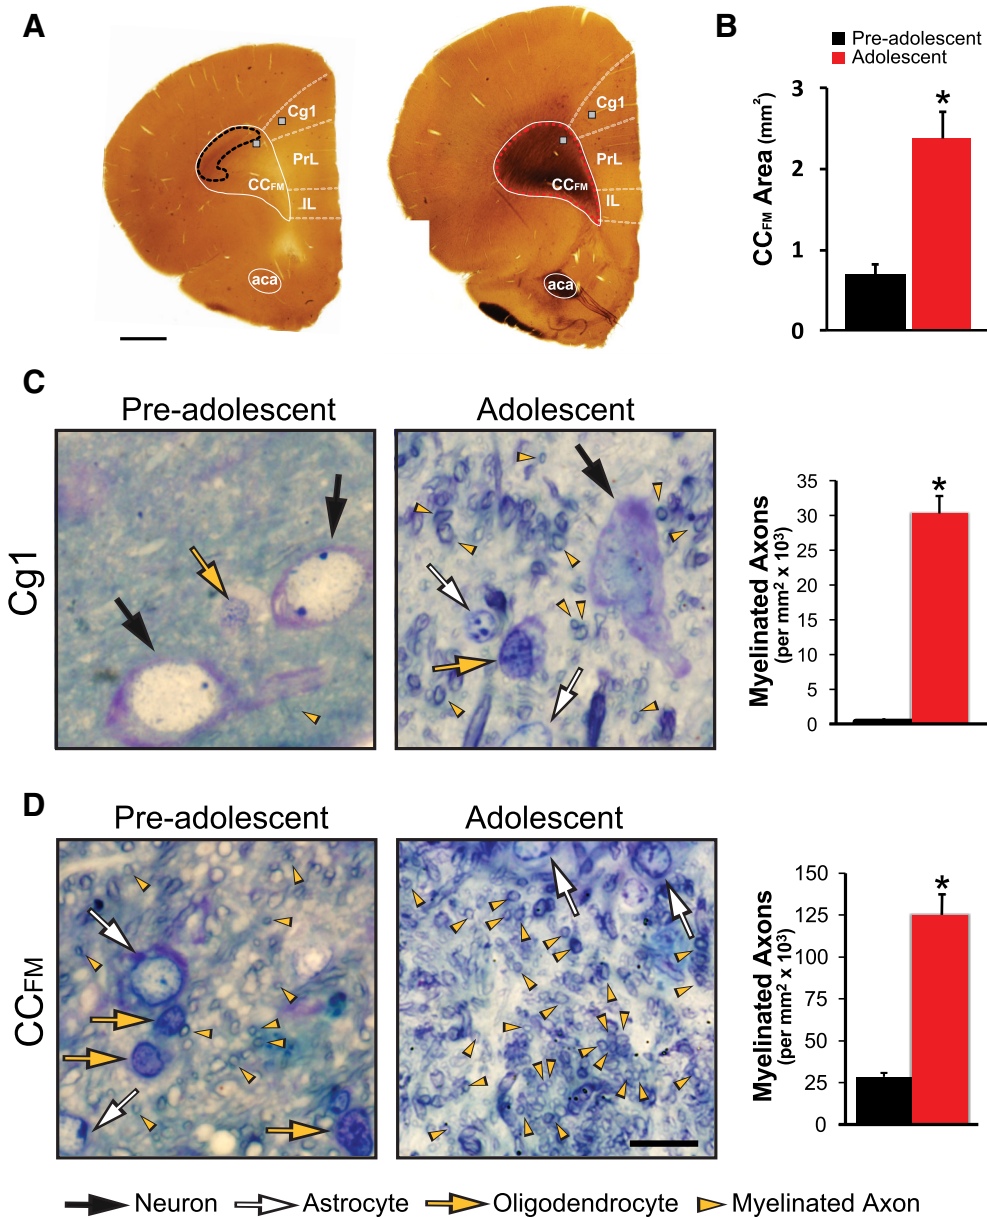 A
B
Pre-adolescent
Adolescent
Cg1
PrL
CCFM
IL
aca
Cg1
PrL
CCFM
IL
aca
CCFM Area (mm²)
3
2
1
0
*
C
Pre-adolescent
Adolescent
Cg1
Myelinated Axons
(per mm² x 10³)
35
30
25
20
15
10
5
0
*
D
Pre-adolescent
Adolescent
CCFM
Myelinated Axons
(per mm² x 10³)
150
125
100
75
50
25
0
*
Neuron
Astrocyte
Oligodendrocyte
Myelinated Axon